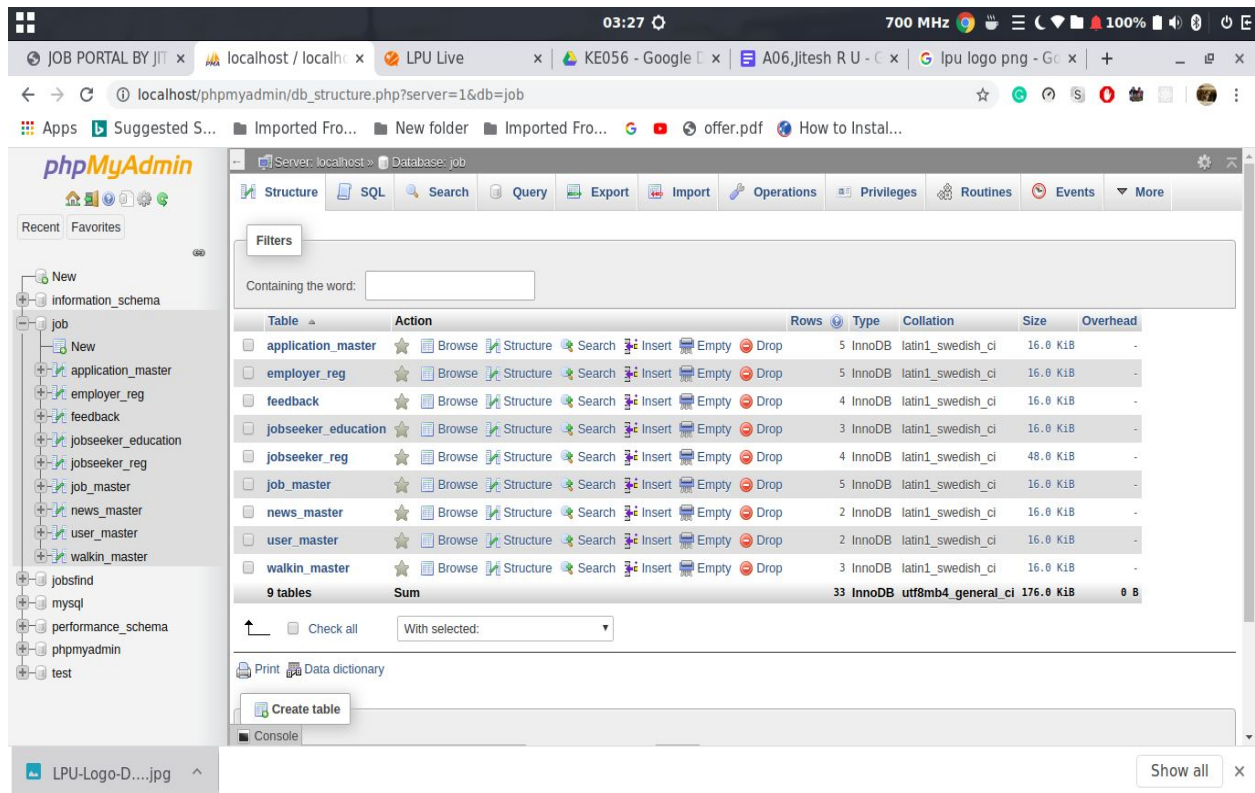 03:27
700 MHz 100%
JOB PORTAL BY JIT
localhost / localho
LPU Live
KE056 - Google D
A06,Jitesh R U - G
lpu logo png - Go
localhost/phpmyadmin/db_structure.php?server=1&db=job
Apps Suggested S... Imported Fro... New folder Imported Fro... offer.pdf How to Instal...
phpMyAdmin
Recent Favorites
New
information_schema
job
New
application_master
employer_reg
feedback
jobseeker_education
jobseeker_reg
job_master
news_master
user_master
walkin_master
jobsfind
mysql
performance_schema
phpmyadmin
test
Server: localhost » Database: job
Structure SQL Search Query Export Import Operations Privileges Routines Events More
Filters
Containing the word:
Table Action Rows Type Collation Size Overhead
application_master Browse Structure Search Insert Empty Drop 5 InnoDB latin1_swedish_ci 16.0 KiB -
employer_reg Browse Structure Search Insert Empty Drop 5 InnoDB latin1_swedish_ci 16.0 KiB -
feedback Browse Structure Search Insert Empty Drop 4 InnoDB latin1_swedish_ci 16.0 KiB -
jobseeker_education Browse Structure Search Insert Empty Drop 3 InnoDB latin1_swedish_ci 16.0 KiB -
jobseeker_reg Browse Structure Search Insert Empty Drop 4 InnoDB latin1_swedish_ci 48.0 KiB -
job_master Browse Structure Search Insert Empty Drop 5 InnoDB latin1_swedish_ci 16.0 KiB -
news_master Browse Structure Search Insert Empty Drop 2 InnoDB latin1_swedish_ci 16.0 KiB -
user_master Browse Structure Search Insert Empty Drop 2 InnoDB latin1_swedish_ci 16.0 KiB -
walkin_master Browse Structure Search Insert Empty Drop 3 InnoDB latin1_swedish_ci 16.0 KiB -
9 tables Sum 33 InnoDB utf8mb4_general_ci 176.0 KiB 0 B
Check all With selected:
Print Data dictionary
Create table
Console
LPU-Logo-D....jpg
Show all